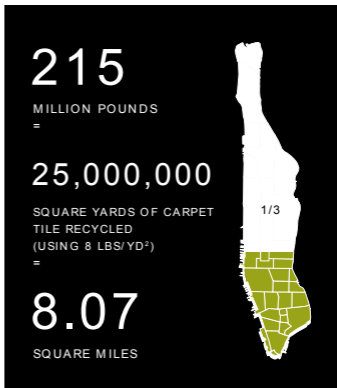 215
MILLION POUNDS
=
25,000,000
SQUARE YARDS OF CARPET
TILE RECYCLED
(USING 8 LBS/YD²)
=
8.07
SQUARE MILES
1/3